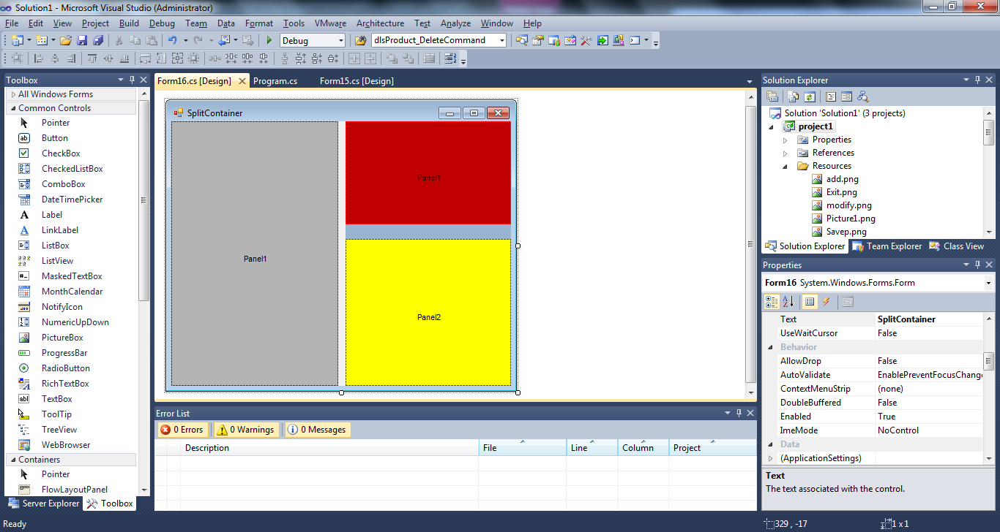 Solution1 - Microsoft Visual Studio (Administrator)
File Edit View Project Build Debug Team Data Format Tools VMware Architecture Test Analyze Window Help
Debug dlsProduct_DeleteCommand
Toolbox
All Windows Forms
Common Controls
Pointer
Button
CheckBox
CheckedListBox
ComboBox
DateTimePicker
Label
LinkLabel
ListBox
ListView
MaskedTextBox
MonthCalendar
NotifyIcon
NumericUpDown
PictureBox
ProgressBar
RadioButton
RichTextBox
TextBox
ToolTip
TreeView
WebBrowser
Containers
Pointer
FlowLayoutPanel
Server Explorer Toolbox
Form16.cs [Design] Program.cs Form15.cs [Design]
SplitContainer
Panel1
Panel1
Panel2
Error List
0 Errors 0 Warnings 0 Messages
Description File Line Column Project
Solution Explorer
Solution 'Solution1' (3 projects)
project1
Properties
References
Resources
add.png
Exit.png
modify.png
Picture1.png
Savep.png
Solution Explorer Team Explorer Class View
Properties
Form16 System.Windows.Forms.Form
Text SplitContainer
UseWaitCursor False
Behavior
AllowDrop False
AutoValidate EnablePreventFocusChange
ContextMenuStrip (none)
DoubleBuffered False
Enabled True
ImeMode NoControl
Data
(ApplicationSettings)
Text
The text associated with the control.
Ready 329 , -17 1 x 1